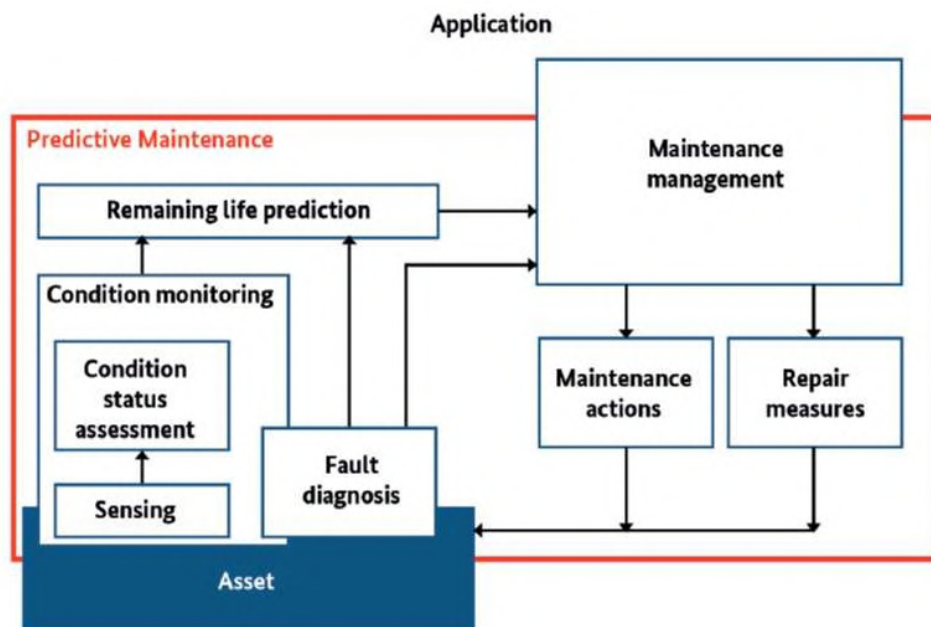 Application
Predictive Maintenance
Maintenance
management
Remaining life prediction
Condition monitoring
Condition
status
assessment
Sensing
Fault
diagnosis
Maintenance
actions
Repair
measures
Asset